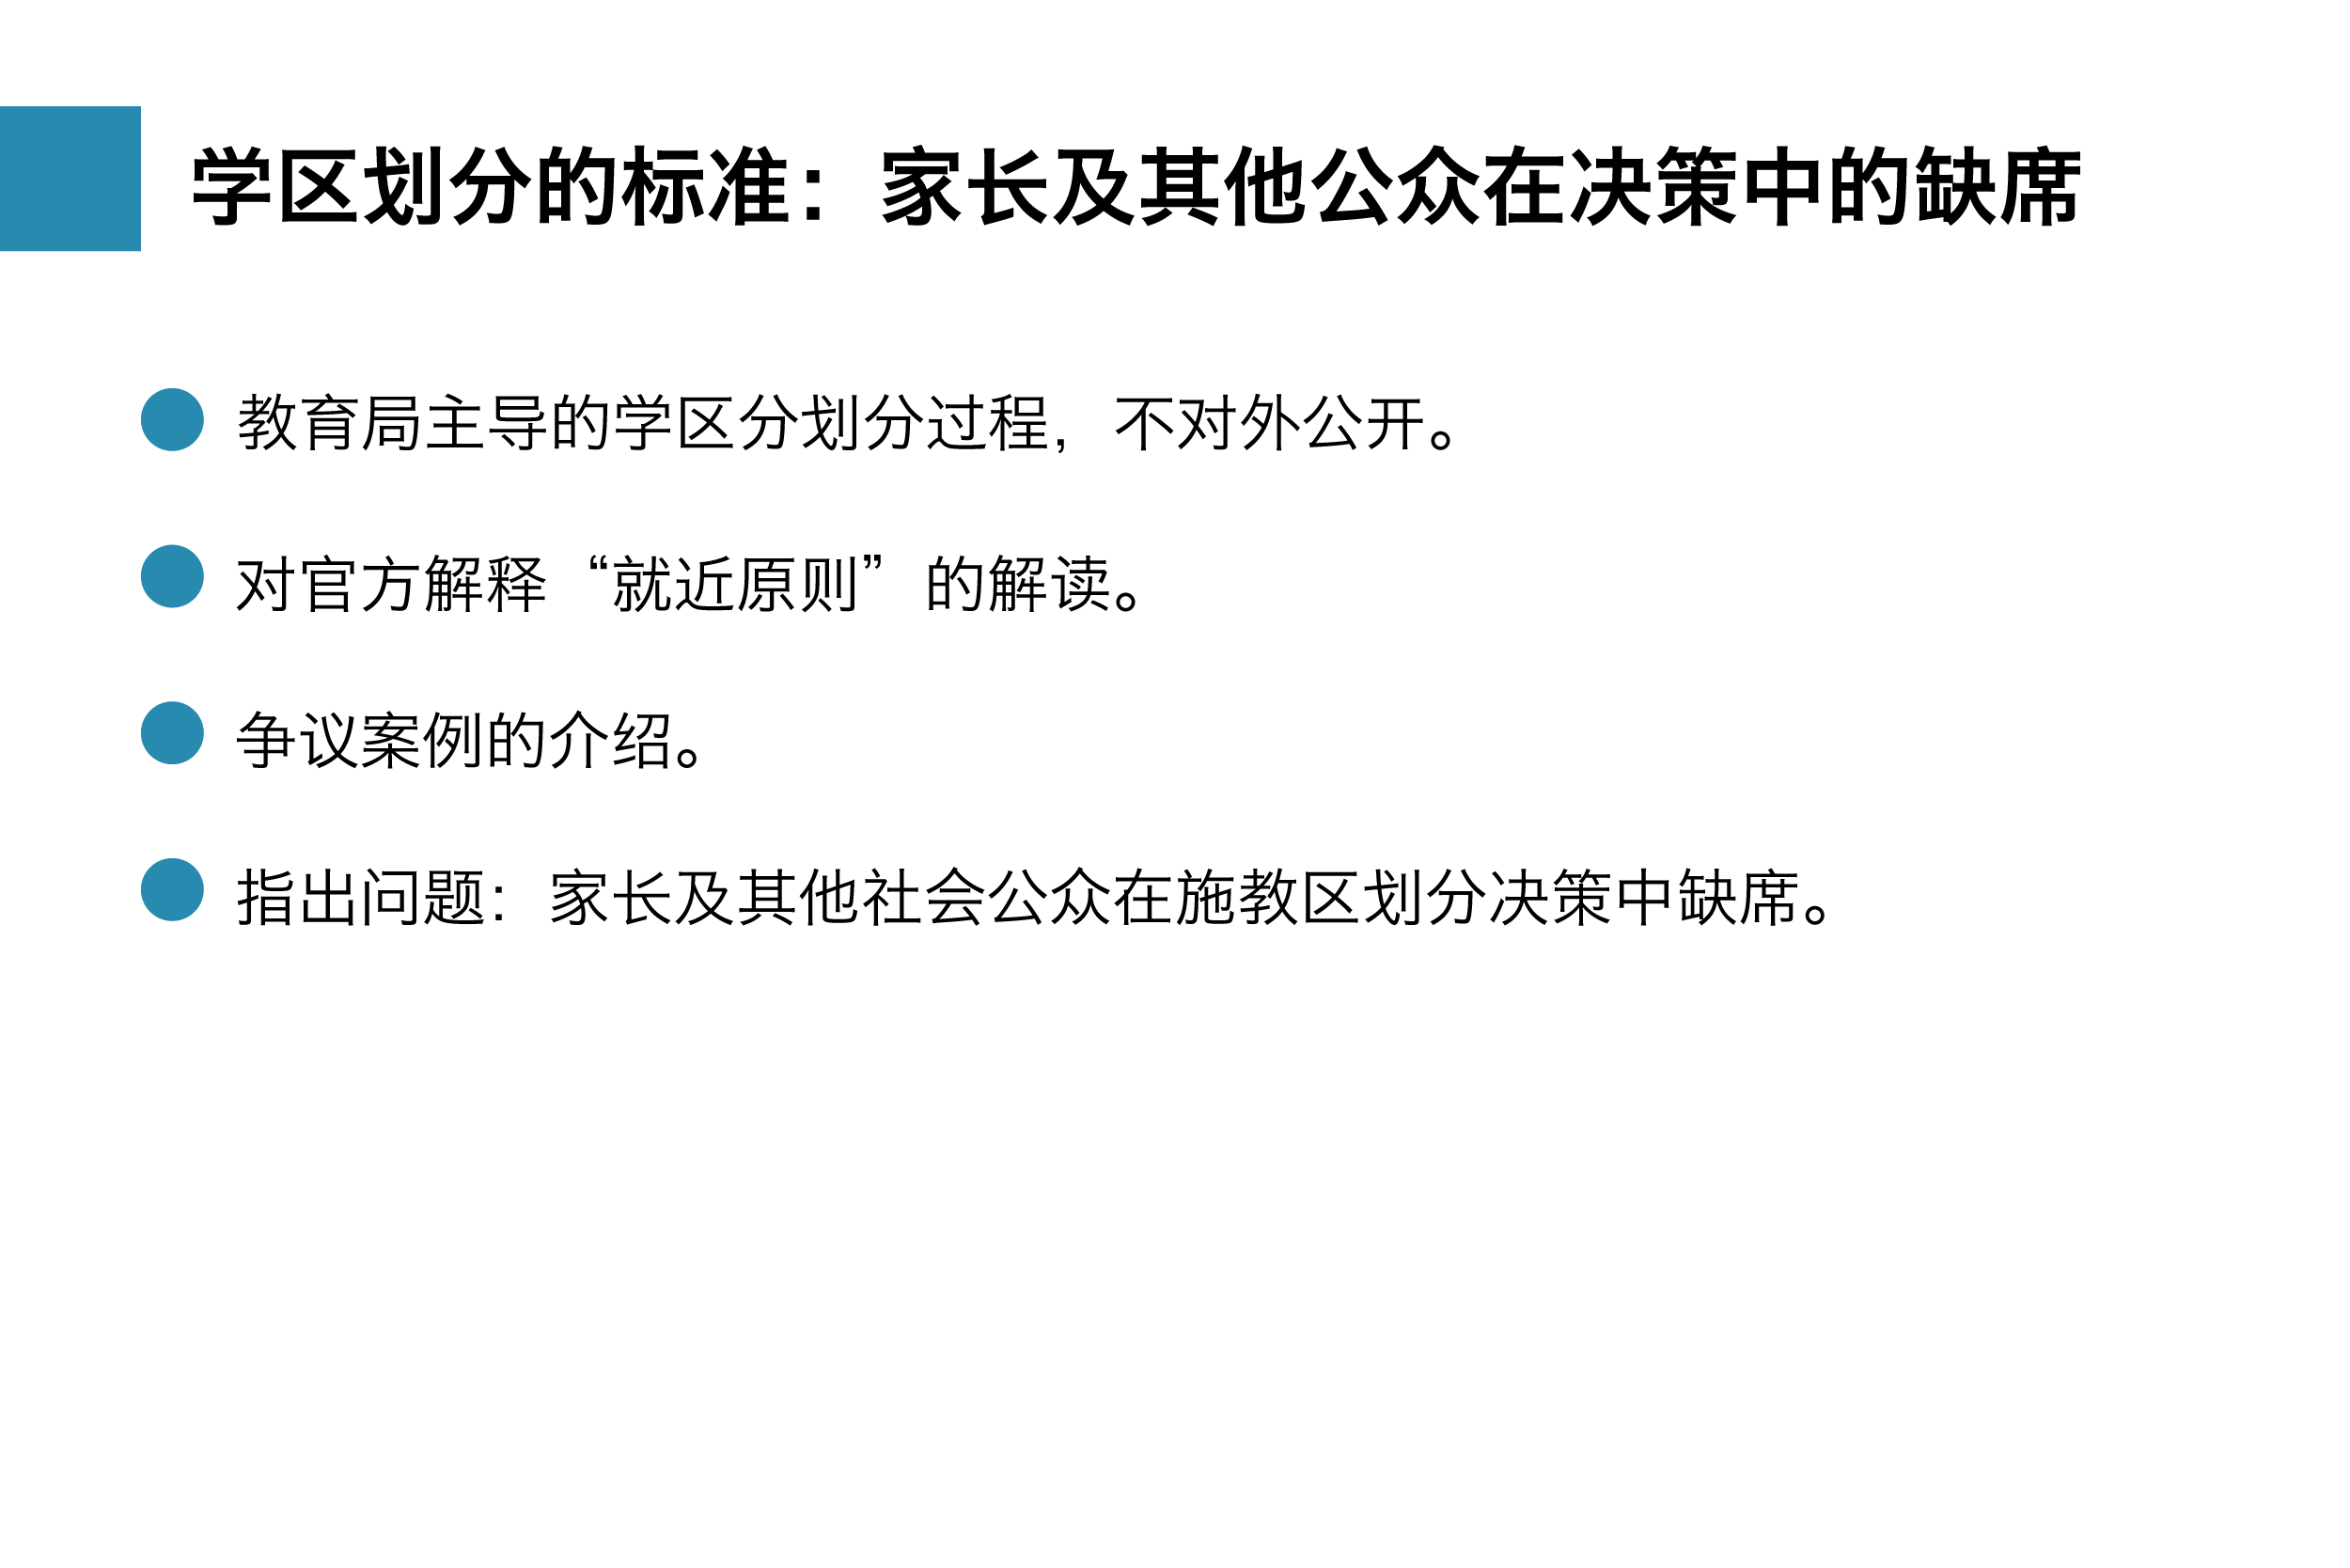 学区划分的标准：家长及其他公众在决策中的缺席
教育局主导的学区分划分过程，不对外公开。
对官方解释“就近原则”的解读。
争议案例的介绍。
指出问题：家长及其他社会公众在施教区划分决策中缺席。